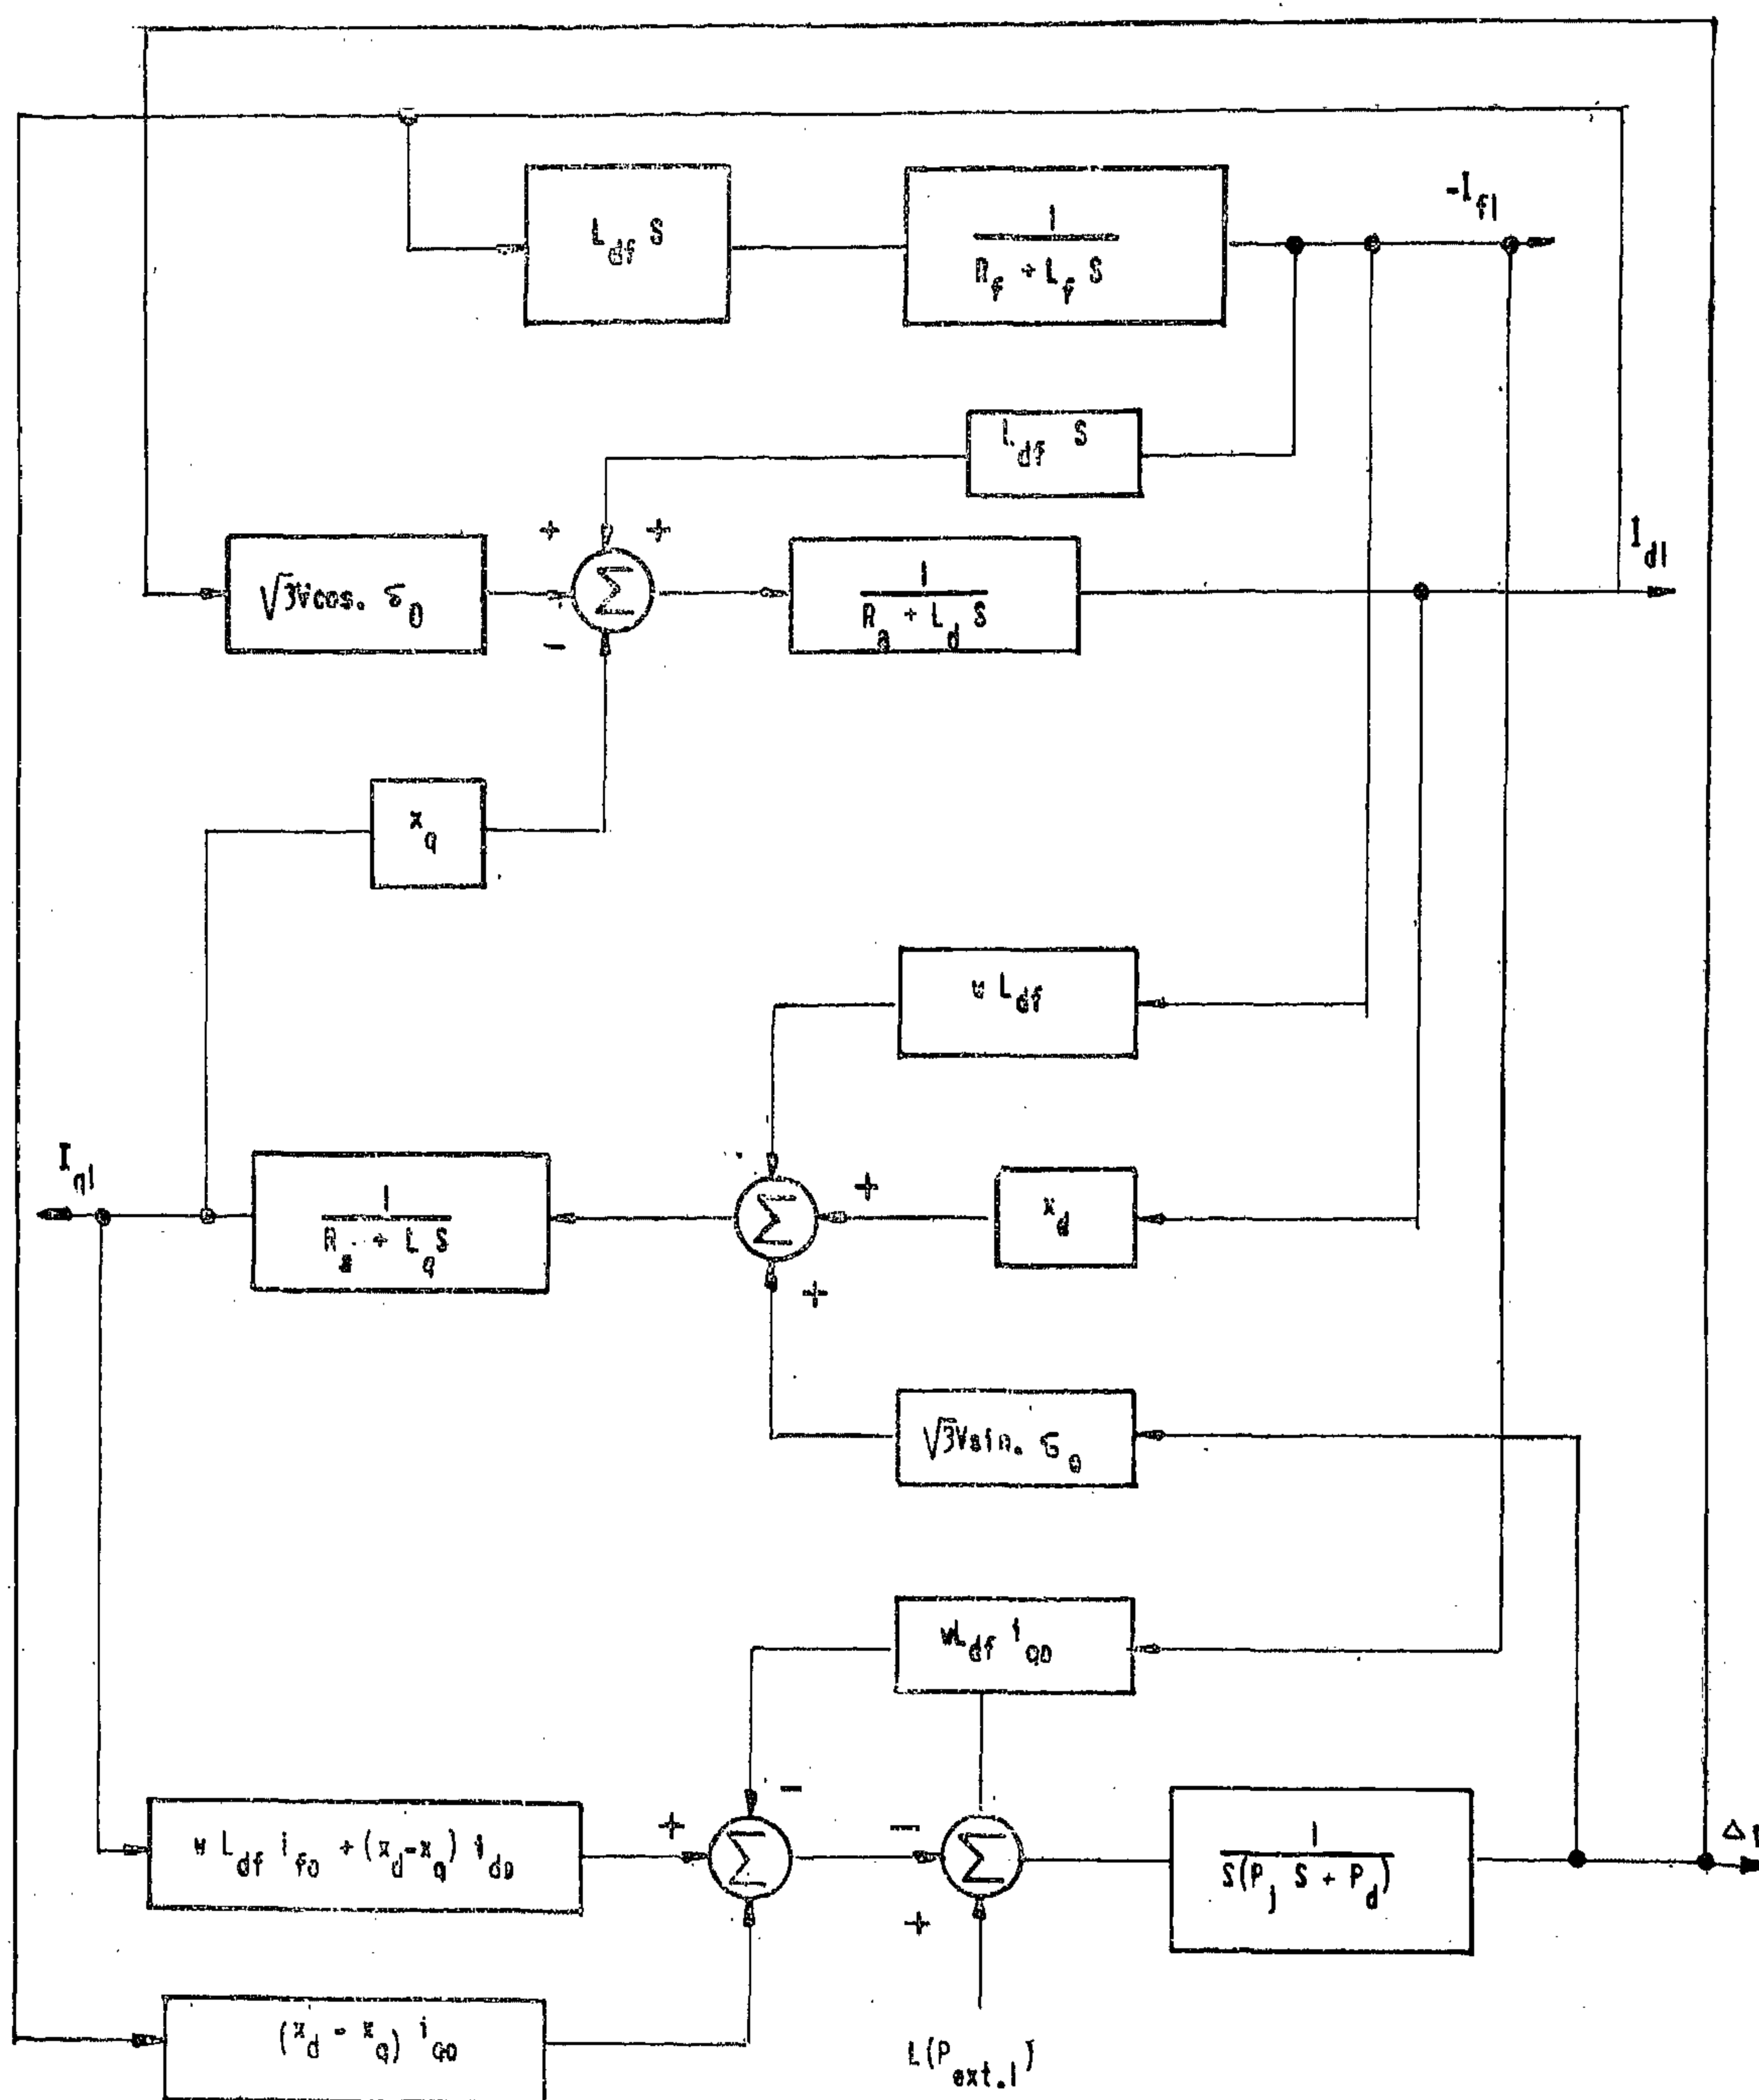 L_df S
1
R_f + L_f S
-I_f1
L_df S
+ +
√3Vcos. δ_0
Σ
-
1
R_a + L_d S
I_d1
x_q
w L_df
I_q1
1
R_a + L_q S
Σ
+
x_d
+
√3Vsin. δ_0
wL_df i_q0
-
w L_df i_f0 + (x_d-x_q) i_d0
+
Σ
-
Σ
+
1
S(P_j S + P_d)
Δ
(x_d - x_q) i_q0
L(P_ext.1)